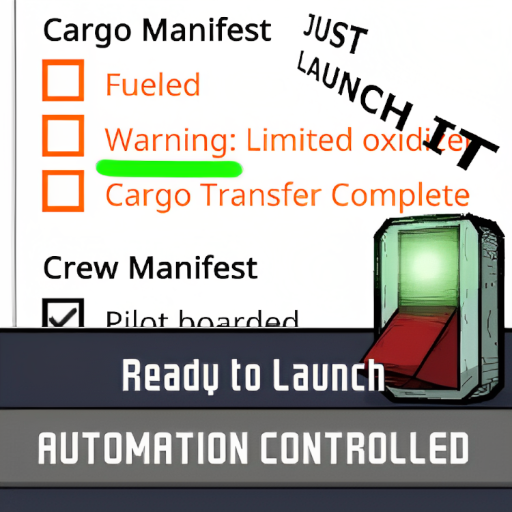 Cargo Manifest
JUST
LAUNCH IT
Fueled
Warning: Limited oxidizer
Cargo Transfer Complete
Crew Manifest
Pilot boarded
Ready to Launch
AUTOMATION CONTROLLED